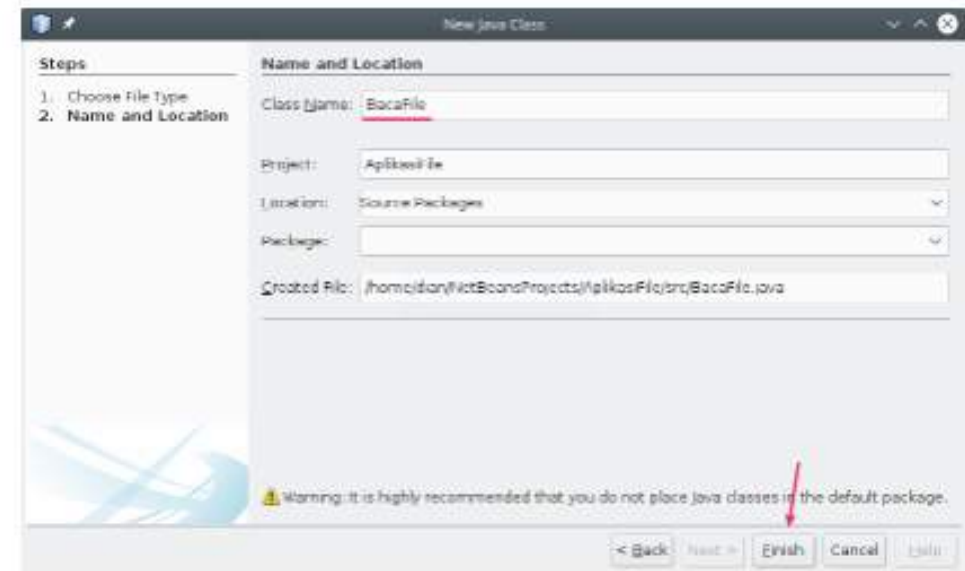 New Java Class
Steps
1. Choose File Type
2. Name and Location
Name and Location
Class Name: BacaFile
Project: AplikasiFile
Location: Source Packages
Package:
Created File: /home/dian/NetBeansProjects/AplikasiFile/src/BacaFile.java
Warning: It is highly recommended that you do not place Java classes in the default package.
< Back Next > Finish Cancel Help